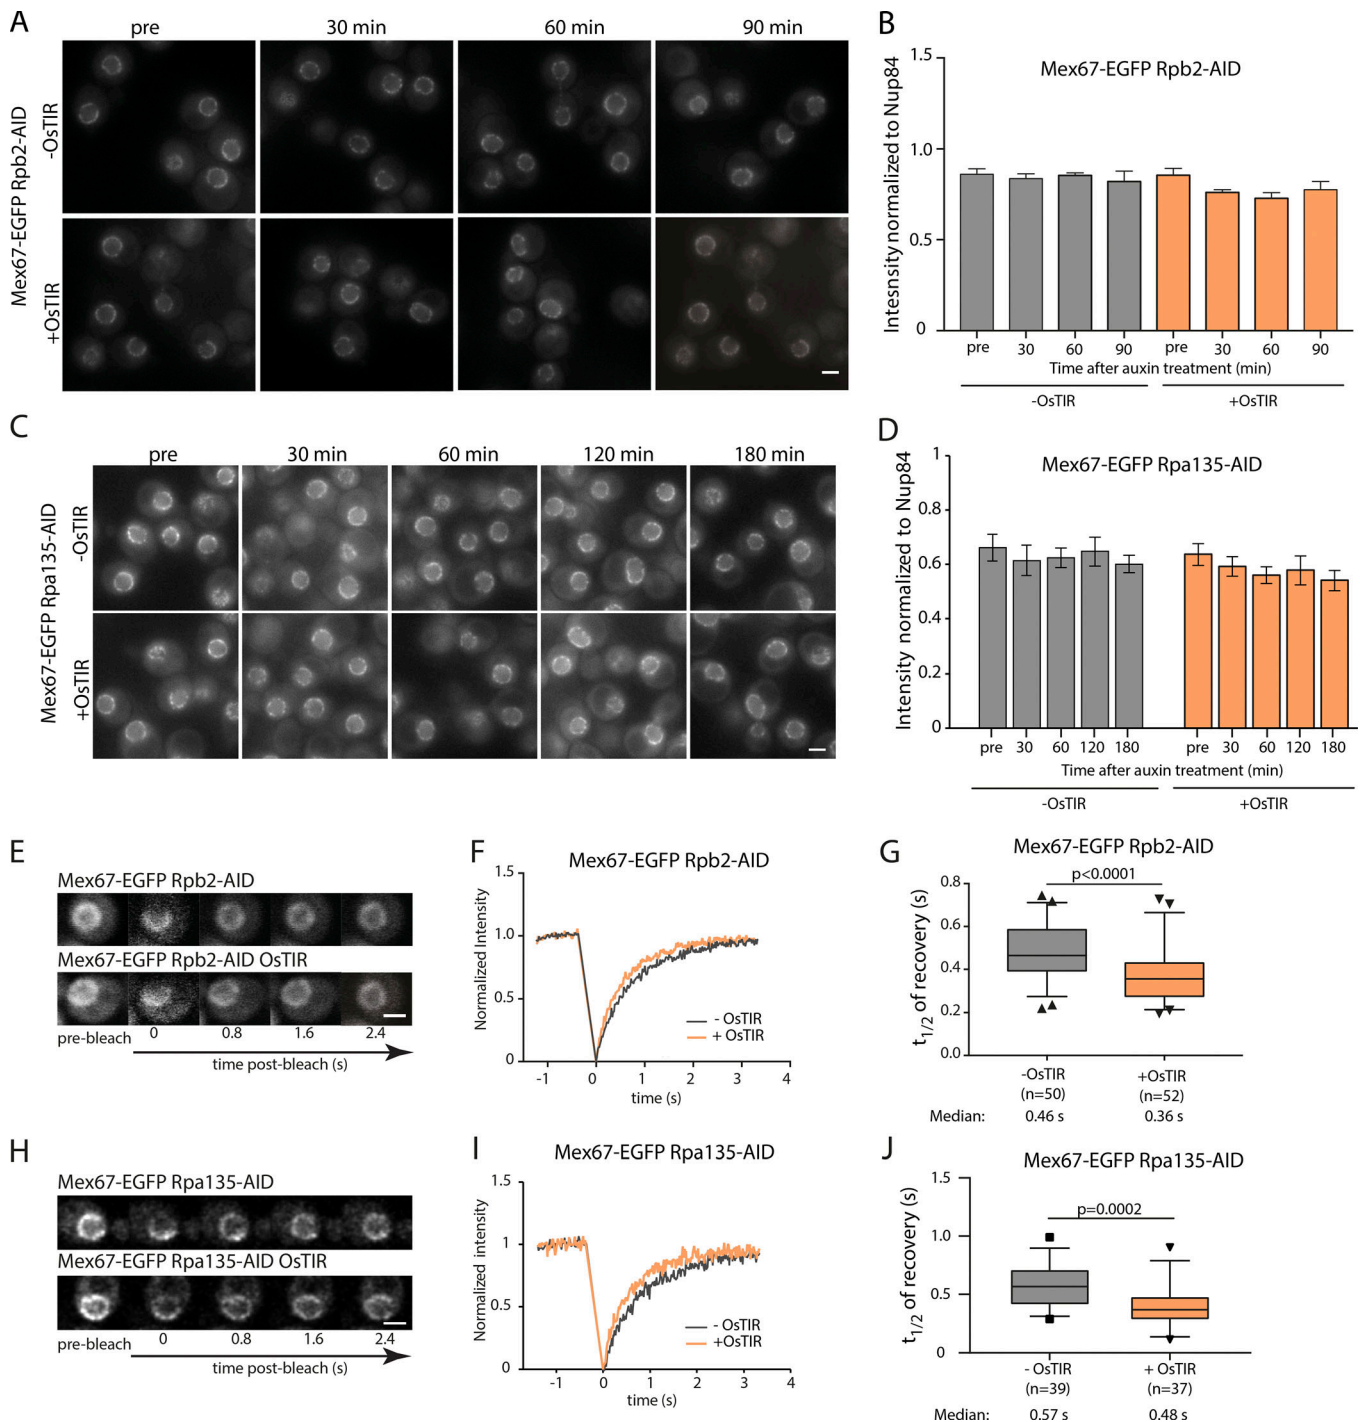 A
pre 30 min 60 min 90 min
Mex67-EGFP Rpb2-AID
-OsTIR
+OsTIR
B
Mex67-EGFP Rpb2-AID
Intesnsity normalized to Nup84
1.5
1.0
0.5
0
pre 30 60 90 pre 30 60 90
Time after auxin treatment (min)
-OsTIR +OsTIR
C
pre 30 min 60 min 120 min 180 min
Mex67-EGFP Rpa135-AID
-OsTIR
+OsTIR
D
Mex67-EGFP Rpa135-AID
Intensity normalized to Nup84
1
0.8
0.6
0.4
0.2
0
pre 30 60 120 180 pre 30 60 120 180
Time after auxin treatment (min)
-OsTIR +OsTIR
E
Mex67-EGFP Rpb2-AID
Mex67-EGFP Rpb2-AID OsTIR
pre-bleach 0 0.8 1.6 2.4
time post-bleach (s)
F
Mex67-EGFP Rpb2-AID
Normalized Intensity
1.5
1.0
0.5
0
- OsTIR
+ OsTIR
-1 0 1 2 3 4
time (s)
G
Mex67-EGFP Rpb2-AID
p<0.0001
t1/2 of recovery (s)
0.8
0.6
0.4
0.2
0.0
-OsTIR +OsTIR
(n=50) (n=52)
Median: 0.46 s 0.36 s
H
Mex67-EGFP Rpa135-AID
Mex67-EGFP Rpa135-AID OsTIR
pre-bleach 0 0.8 1.6 2.4
time post-bleach (s)
I
Mex67-EGFP Rpa135-AID
Normalized intensity
1.5
1
0.5
0
- OsTIR
+OsTIR
-1 0 1 2 3 4
time (s)
J
Mex67-EGFP Rpa135-AID
p=0.0002
t1/2 of recovery (s)
1.5
1.0
0.5
0
- OsTIR + OsTIR
(n=39) (n=37)
Median: 0.57 s 0.48 s